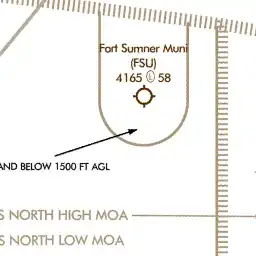 Fort Sumner Muni
(FSU)
4165 Ⓛ 58
AND BELOW 1500 FT AGL
S NORTH HIGH MOA
S NORTH LOW MOA